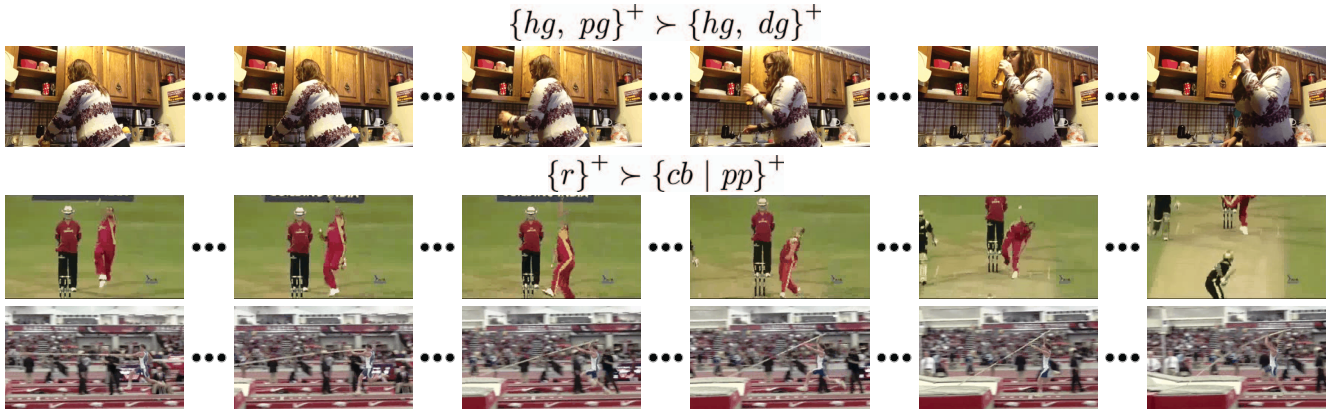 {hg, pg}⁺ ≻ {hg, dg}⁺
{r}⁺ ≻ {cb | pp}⁺